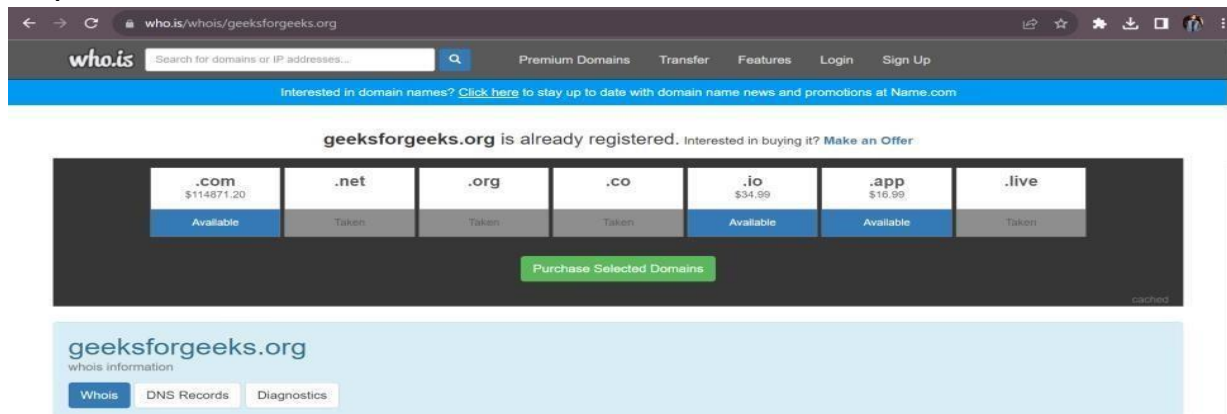 who.is/whois/geeksforgeeks.org
who.is Search for domains or IP addresses... Premium Domains Transfer Features Login Sign Up
Interested in domain names? Click here to stay up to date with domain name news and promotions at Name.com
geeksforgeeks.org is already registered. Interested in buying it? Make an Offer
.com .net .org .co .io .app .live
$114871.20 $34.99 $16.99
Available Taken Taken Taken Available Available Taken
Purchase Selected Domains
cached
geeksforgeeks.org
whois information
Whois DNS Records Diagnostics